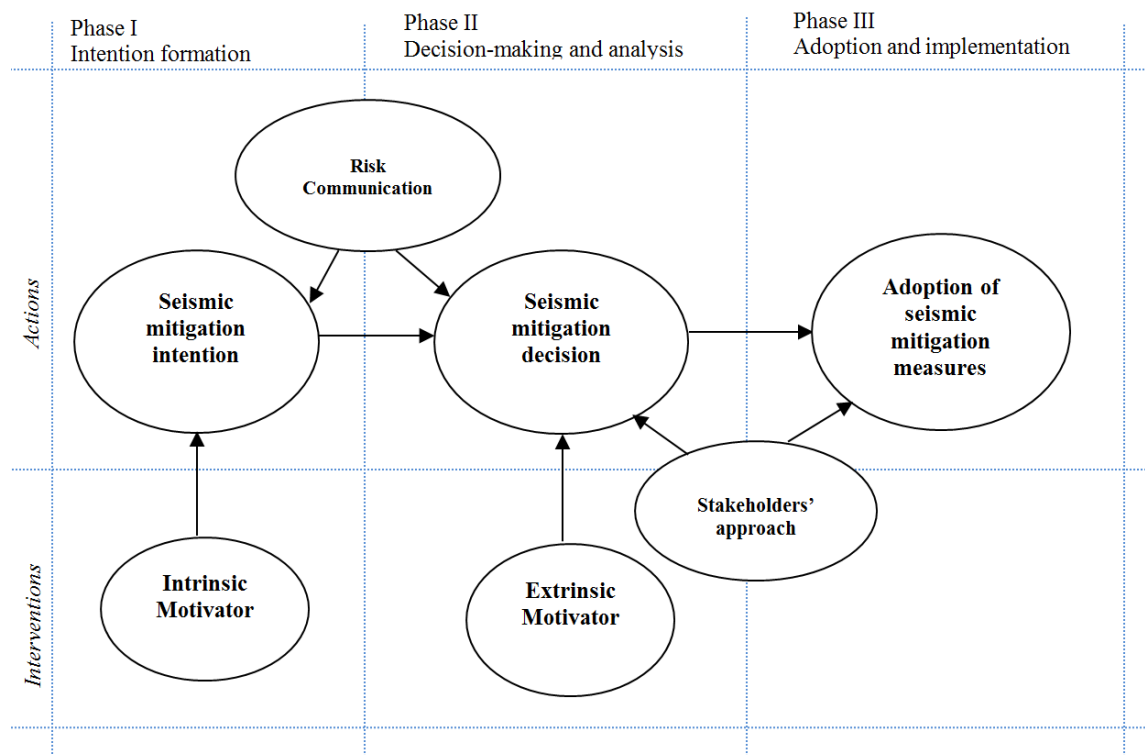 Phase I
Intention formation
Phase II
Decision-making and analysis
Phase III
Adoption and implementation
Risk
Communication
Actions
Seismic
mitigation
intention
Seismic
mitigation
decision
Adoption of
seismic
mitigation
measures
Stakeholders’
approach
Interventions
Intrinsic
Motivator
Extrinsic
Motivator